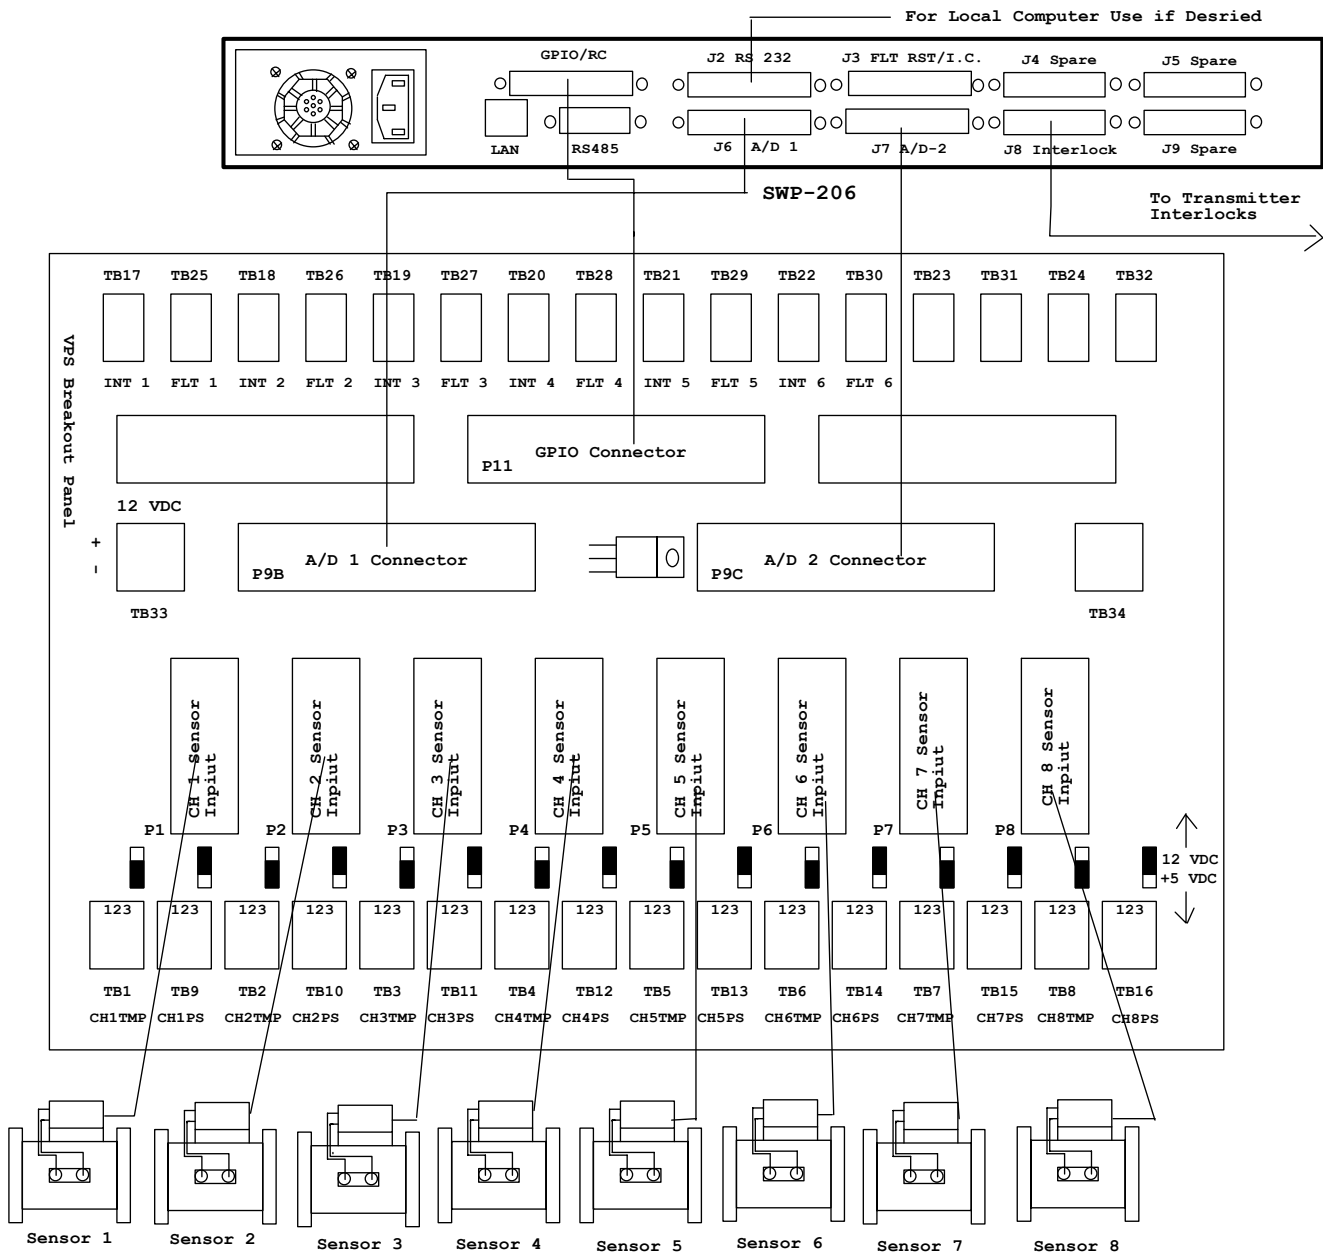 For Local Computer Use if Desried
GPIO/RC
J2 RS 232
J3 FLT RST/I.C.
J4 Spare
J5 Spare
LAN
RS485
J6 A/D 1
J7 A/D-2
J8 Interlock
J9 Spare
SWP-206
To Transmitter
Interlocks
TB17 TB25 TB18 TB26 TB19 TB27 TB20 TB28 TB21 TB29 TB22 TB30 TB23 TB31 TB24 TB32
INT 1 FLT 1 INT 2 FLT 2 INT 3 FLT 3 INT 4 FLT 4 INT 5 FLT 5 INT 6 FLT 6
VPS Breakout Panel
P11 GPIO Connector
12 VDC
+
-
TB33
P9B A/D 1 Connector
P9C A/D 2 Connector
TB34
CH 1 Sensor
Inpiut
CH 2 Sensor
Inpiut
CH 3 Sensor
Inpiut
CH 4 Sensor
Inpiut
CH 5 Sensor
Inpiut
CH 6 Sensor
Inpiut
CH 7 Sensor
Inpiut
CH 8 Sensor
Inpiut
P1 P2 P3 P4 P5 P6 P7 P8
12 VDC
+5 VDC
123 123 123 123 123 123 123 123 123 123 123 123 123 123 123 123
TB1 TB9 TB2 TB10 TB3 TB11 TB4 TB12 TB5 TB13 TB6 TB14 TB7 TB15 TB8 TB16
CH1TMP CH1PS CH2TMP CH2PS CH3TMP CH3PS CH4TMP CH4PS CH5TMP CH5PS CH6TMP CH6PS CH7TMP CH7PS CH8TMP CH8PS
Sensor 1 Sensor 2 Sensor 3 Sensor 4 Sensor 5 Sensor 6 Sensor 7 Sensor 8